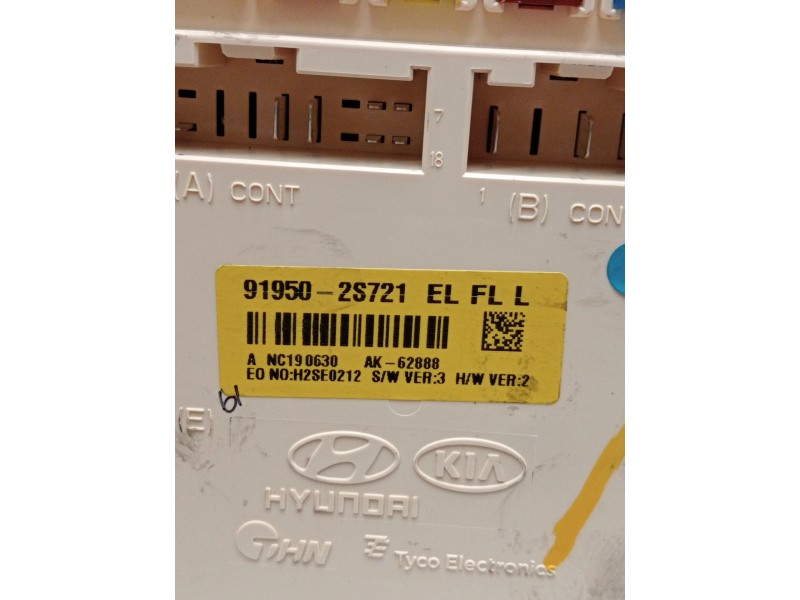 7
18
(A) CONT
1 (B) CON
91950-2S721 EL FL L
A NC190630 AK-62888
EO NO:H2SE0212 S/W VER:3 H/W VER:2
(E)
KIA
HYUNDAI
Tyco Electronics